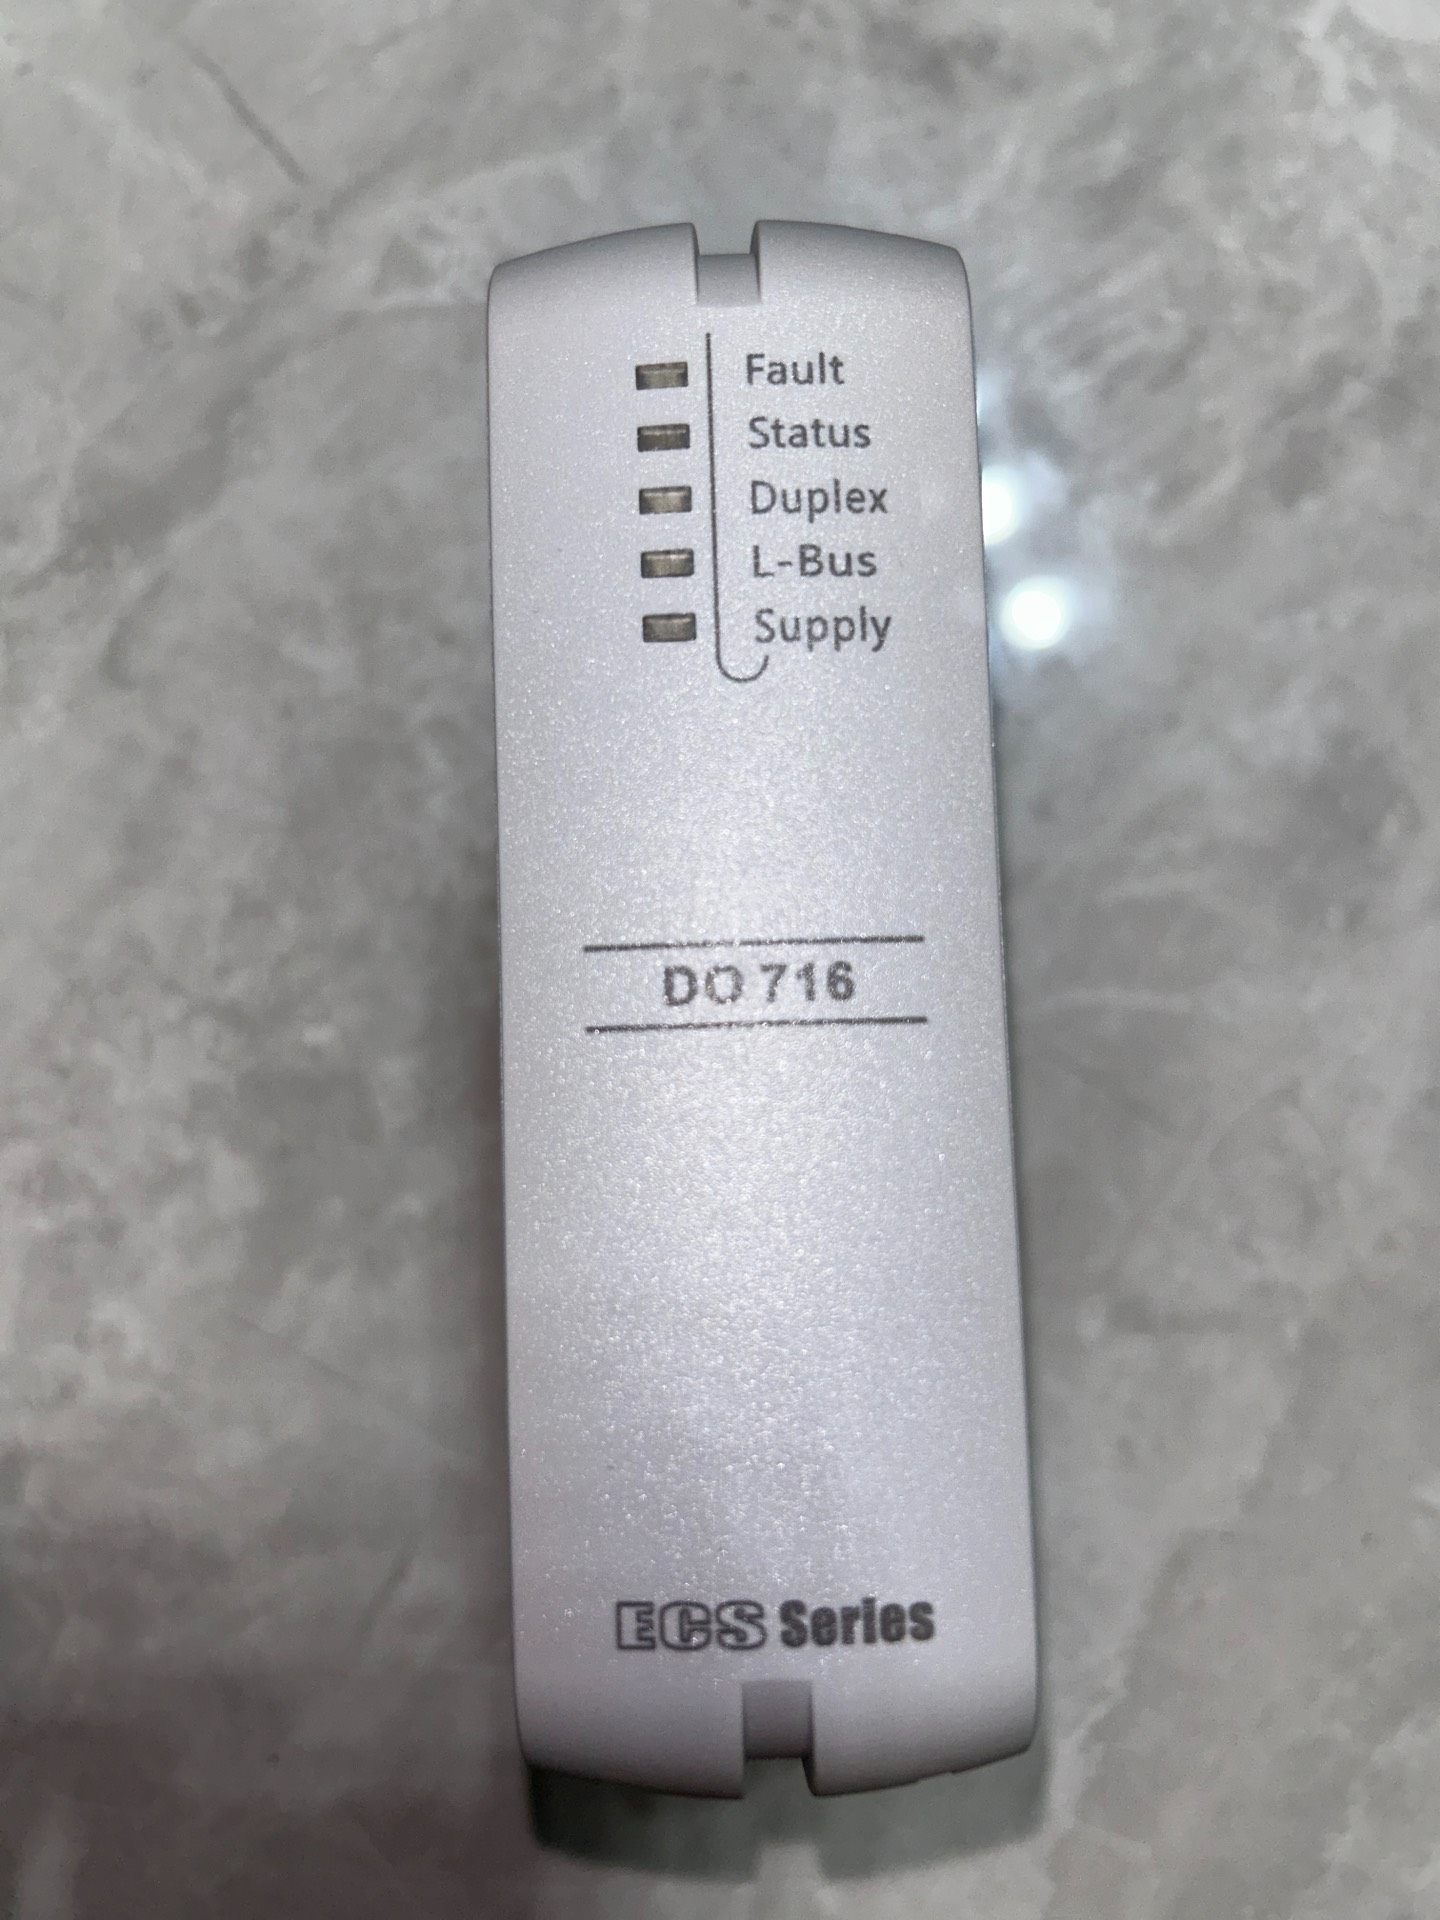 Fault
Status
Duplex
L-Bus
Supply
DO 716
ECS Series